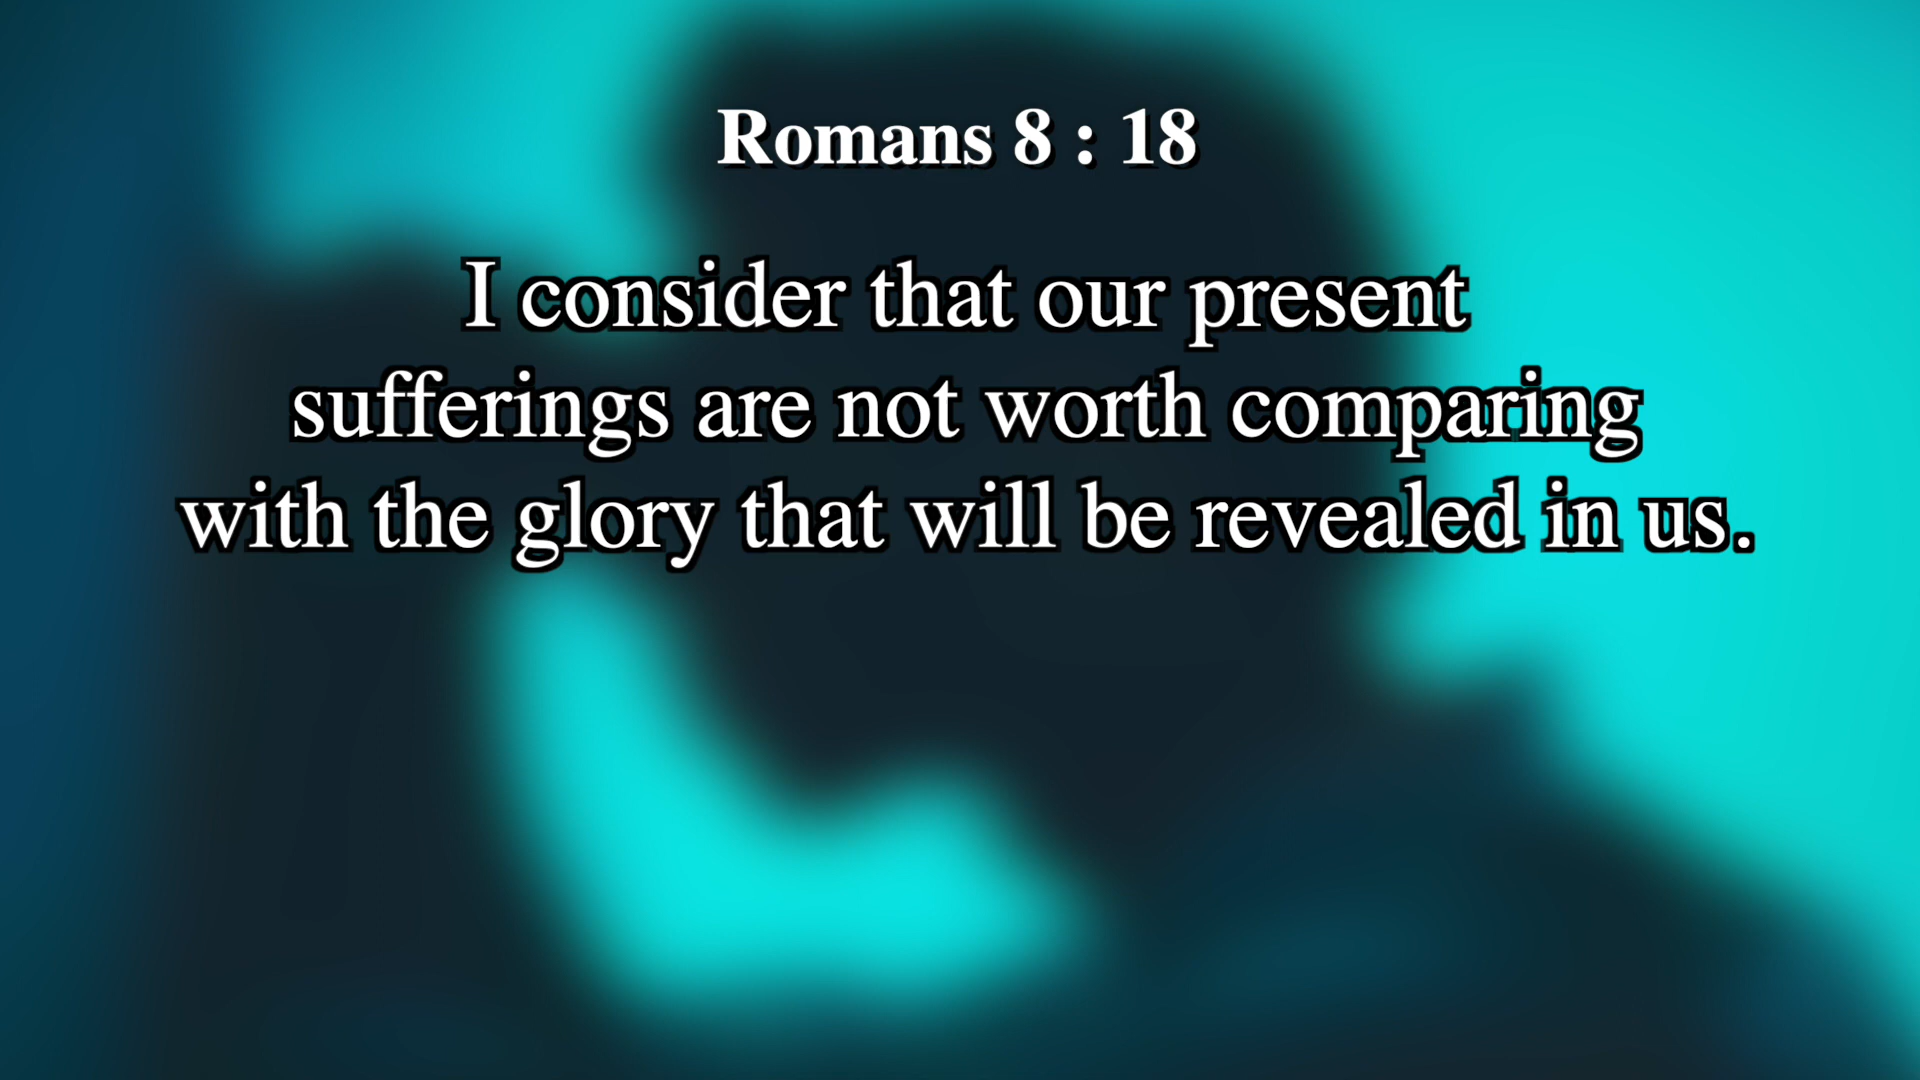 Romans 8 : 18
I consider that our present
sufferings are not worth comparing
with the glory that will be revealed in us.